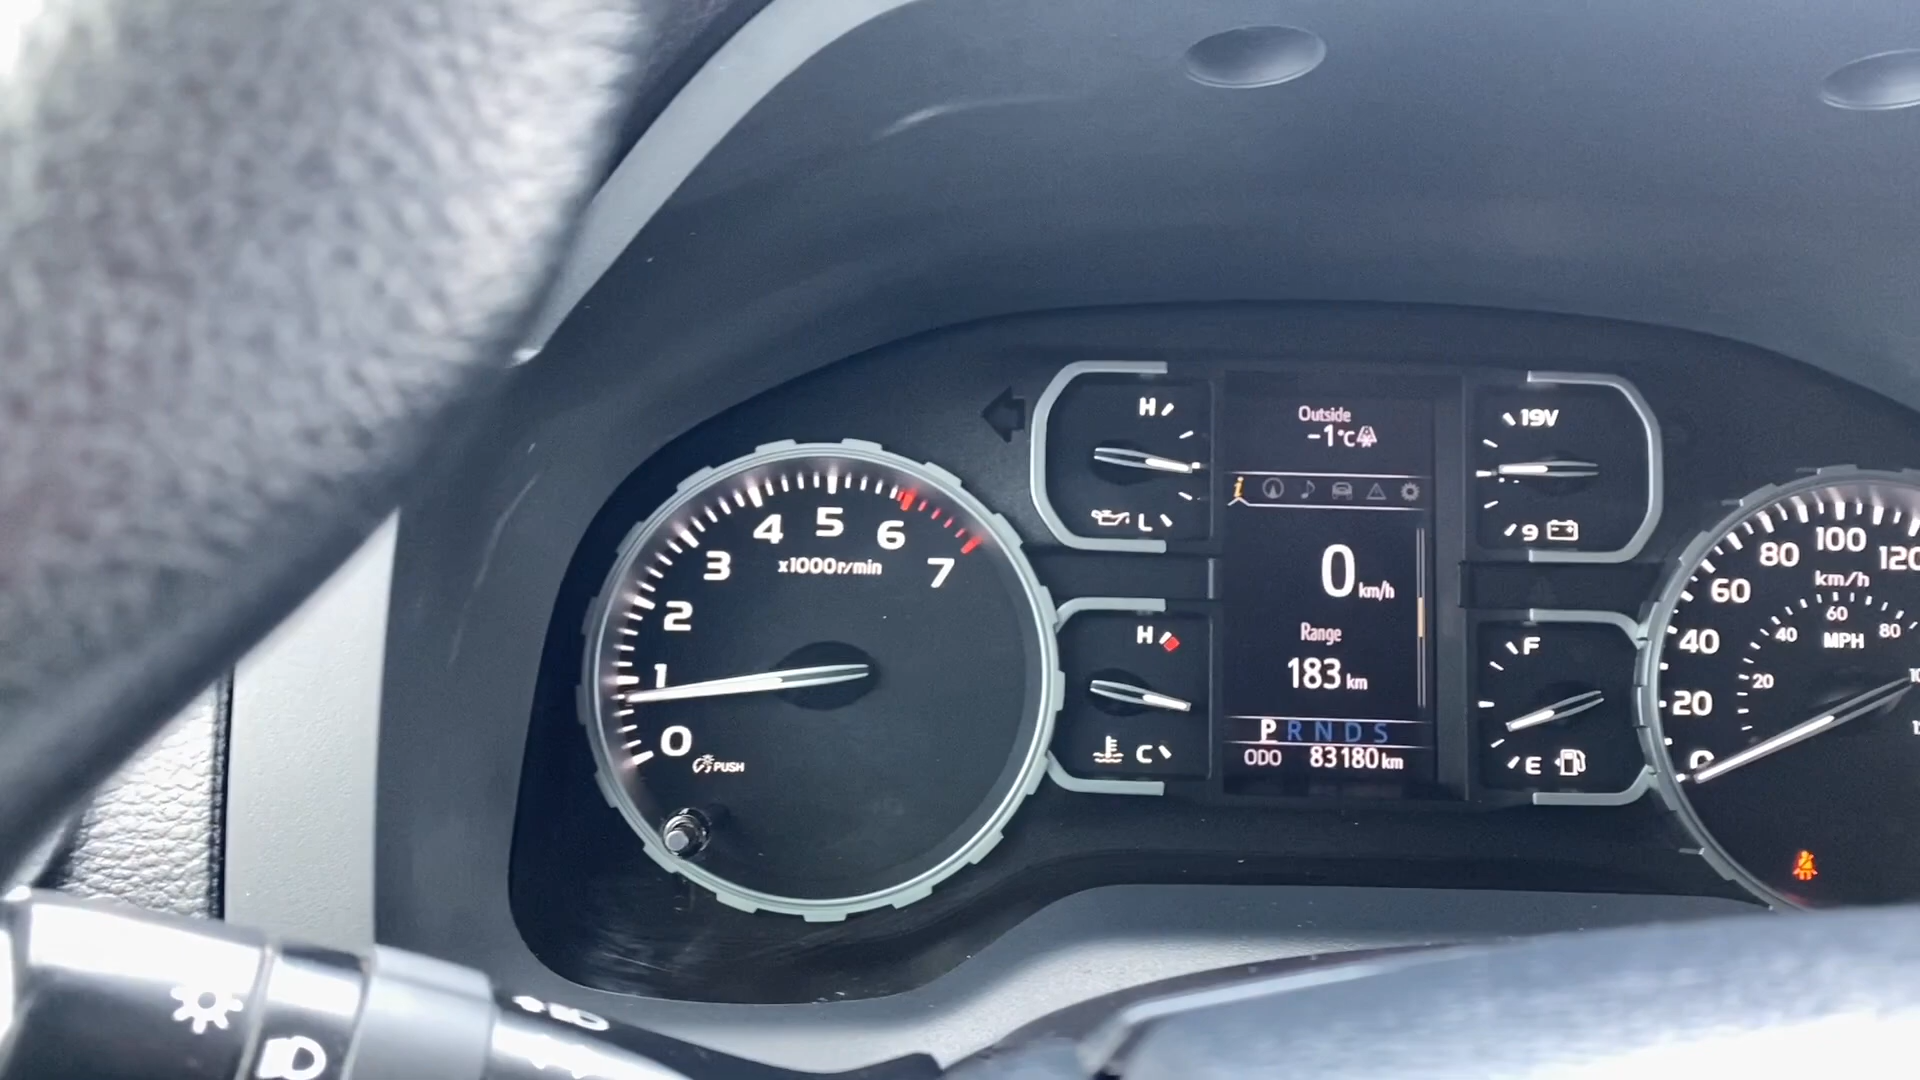 Outside
-1°C
H
L
19V
9
0 km/h
Range
183 km
P R N D S
ODO 83180 km
H
C
F
E
0 1 2 3 4 5 6 7
x1000r/min
PUSH
0 20 40 60 80 100 120
km/h
20 40 60 80
MPH